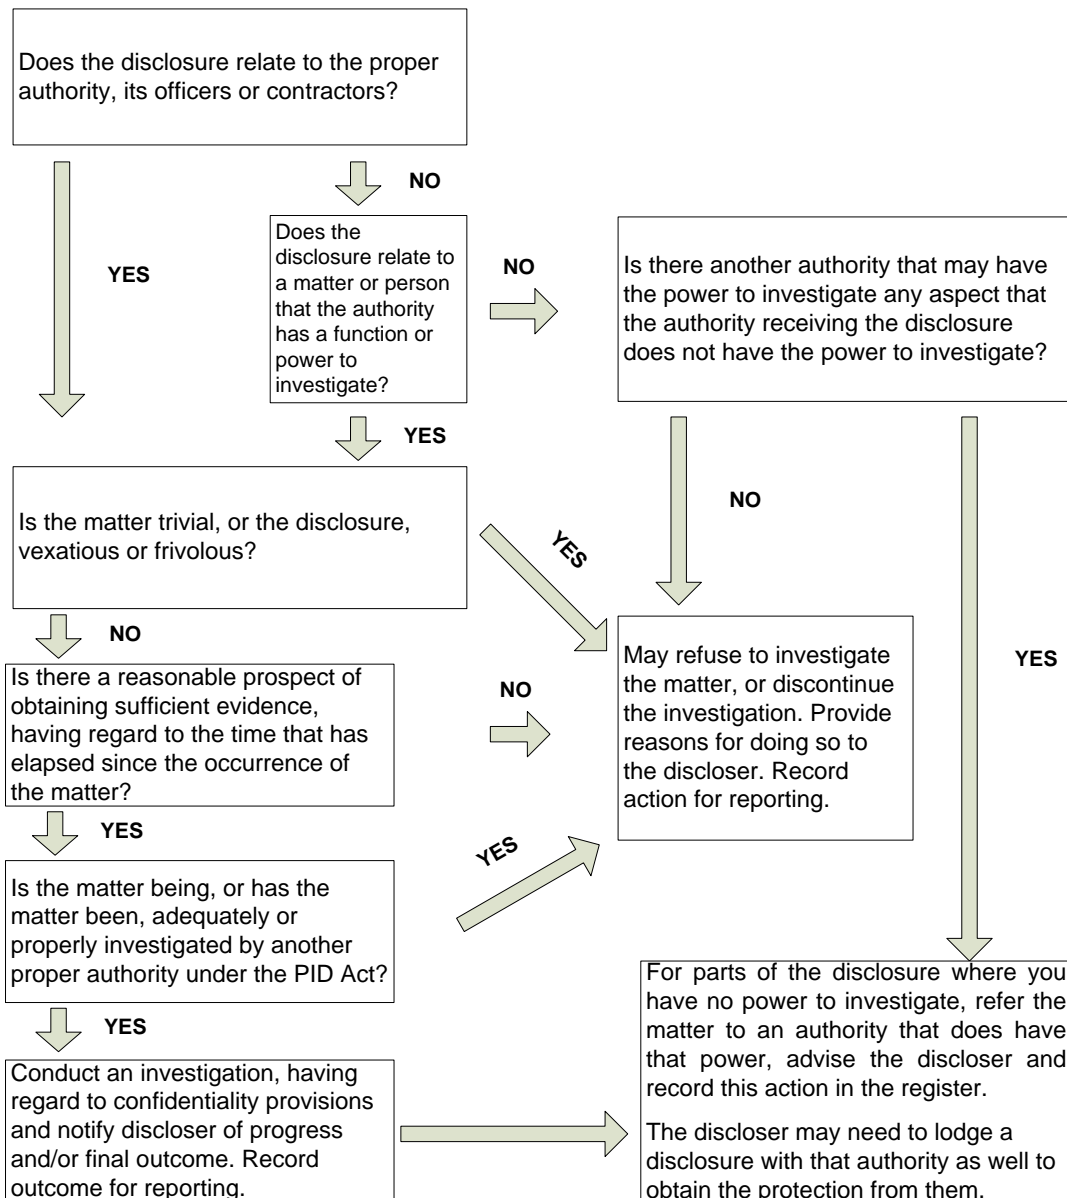 Does the disclosure relate to the proper
authority, its officers or contractors?
NO
YES
Does the
disclosure relate to
a matter or person
that the authority
has a function or
power to
investigate?
NO
Is there another authority that may have
the power to investigate any aspect that
the authority receiving the disclosure
does not have the power to investigate?
YES
NO
YES
Is the matter trivial, or the disclosure,
vexatious or frivolous?
YES
NO
Is there a reasonable prospect of
obtaining sufficient evidence,
having regard to the time that has
elapsed since the occurrence of
the matter?
NO
May refuse to investigate
the matter, or discontinue
the investigation. Provide
reasons for doing so to
the discloser. Record
action for reporting.
YES
YES
Is the matter being, or has the
matter been, adequately or
properly investigated by another
proper authority under the PID Act?
YES
Conduct an investigation, having
regard to confidentiality provisions
and notify discloser of progress
and/or final outcome. Record
outcome for reporting.
For parts of the disclosure where you
have no power to investigate, refer the
matter to an authority that does have
that power, advise the discloser and
record this action in the register.
The discloser may need to lodge a
disclosure with that authority as well to
obtain the protection from them.